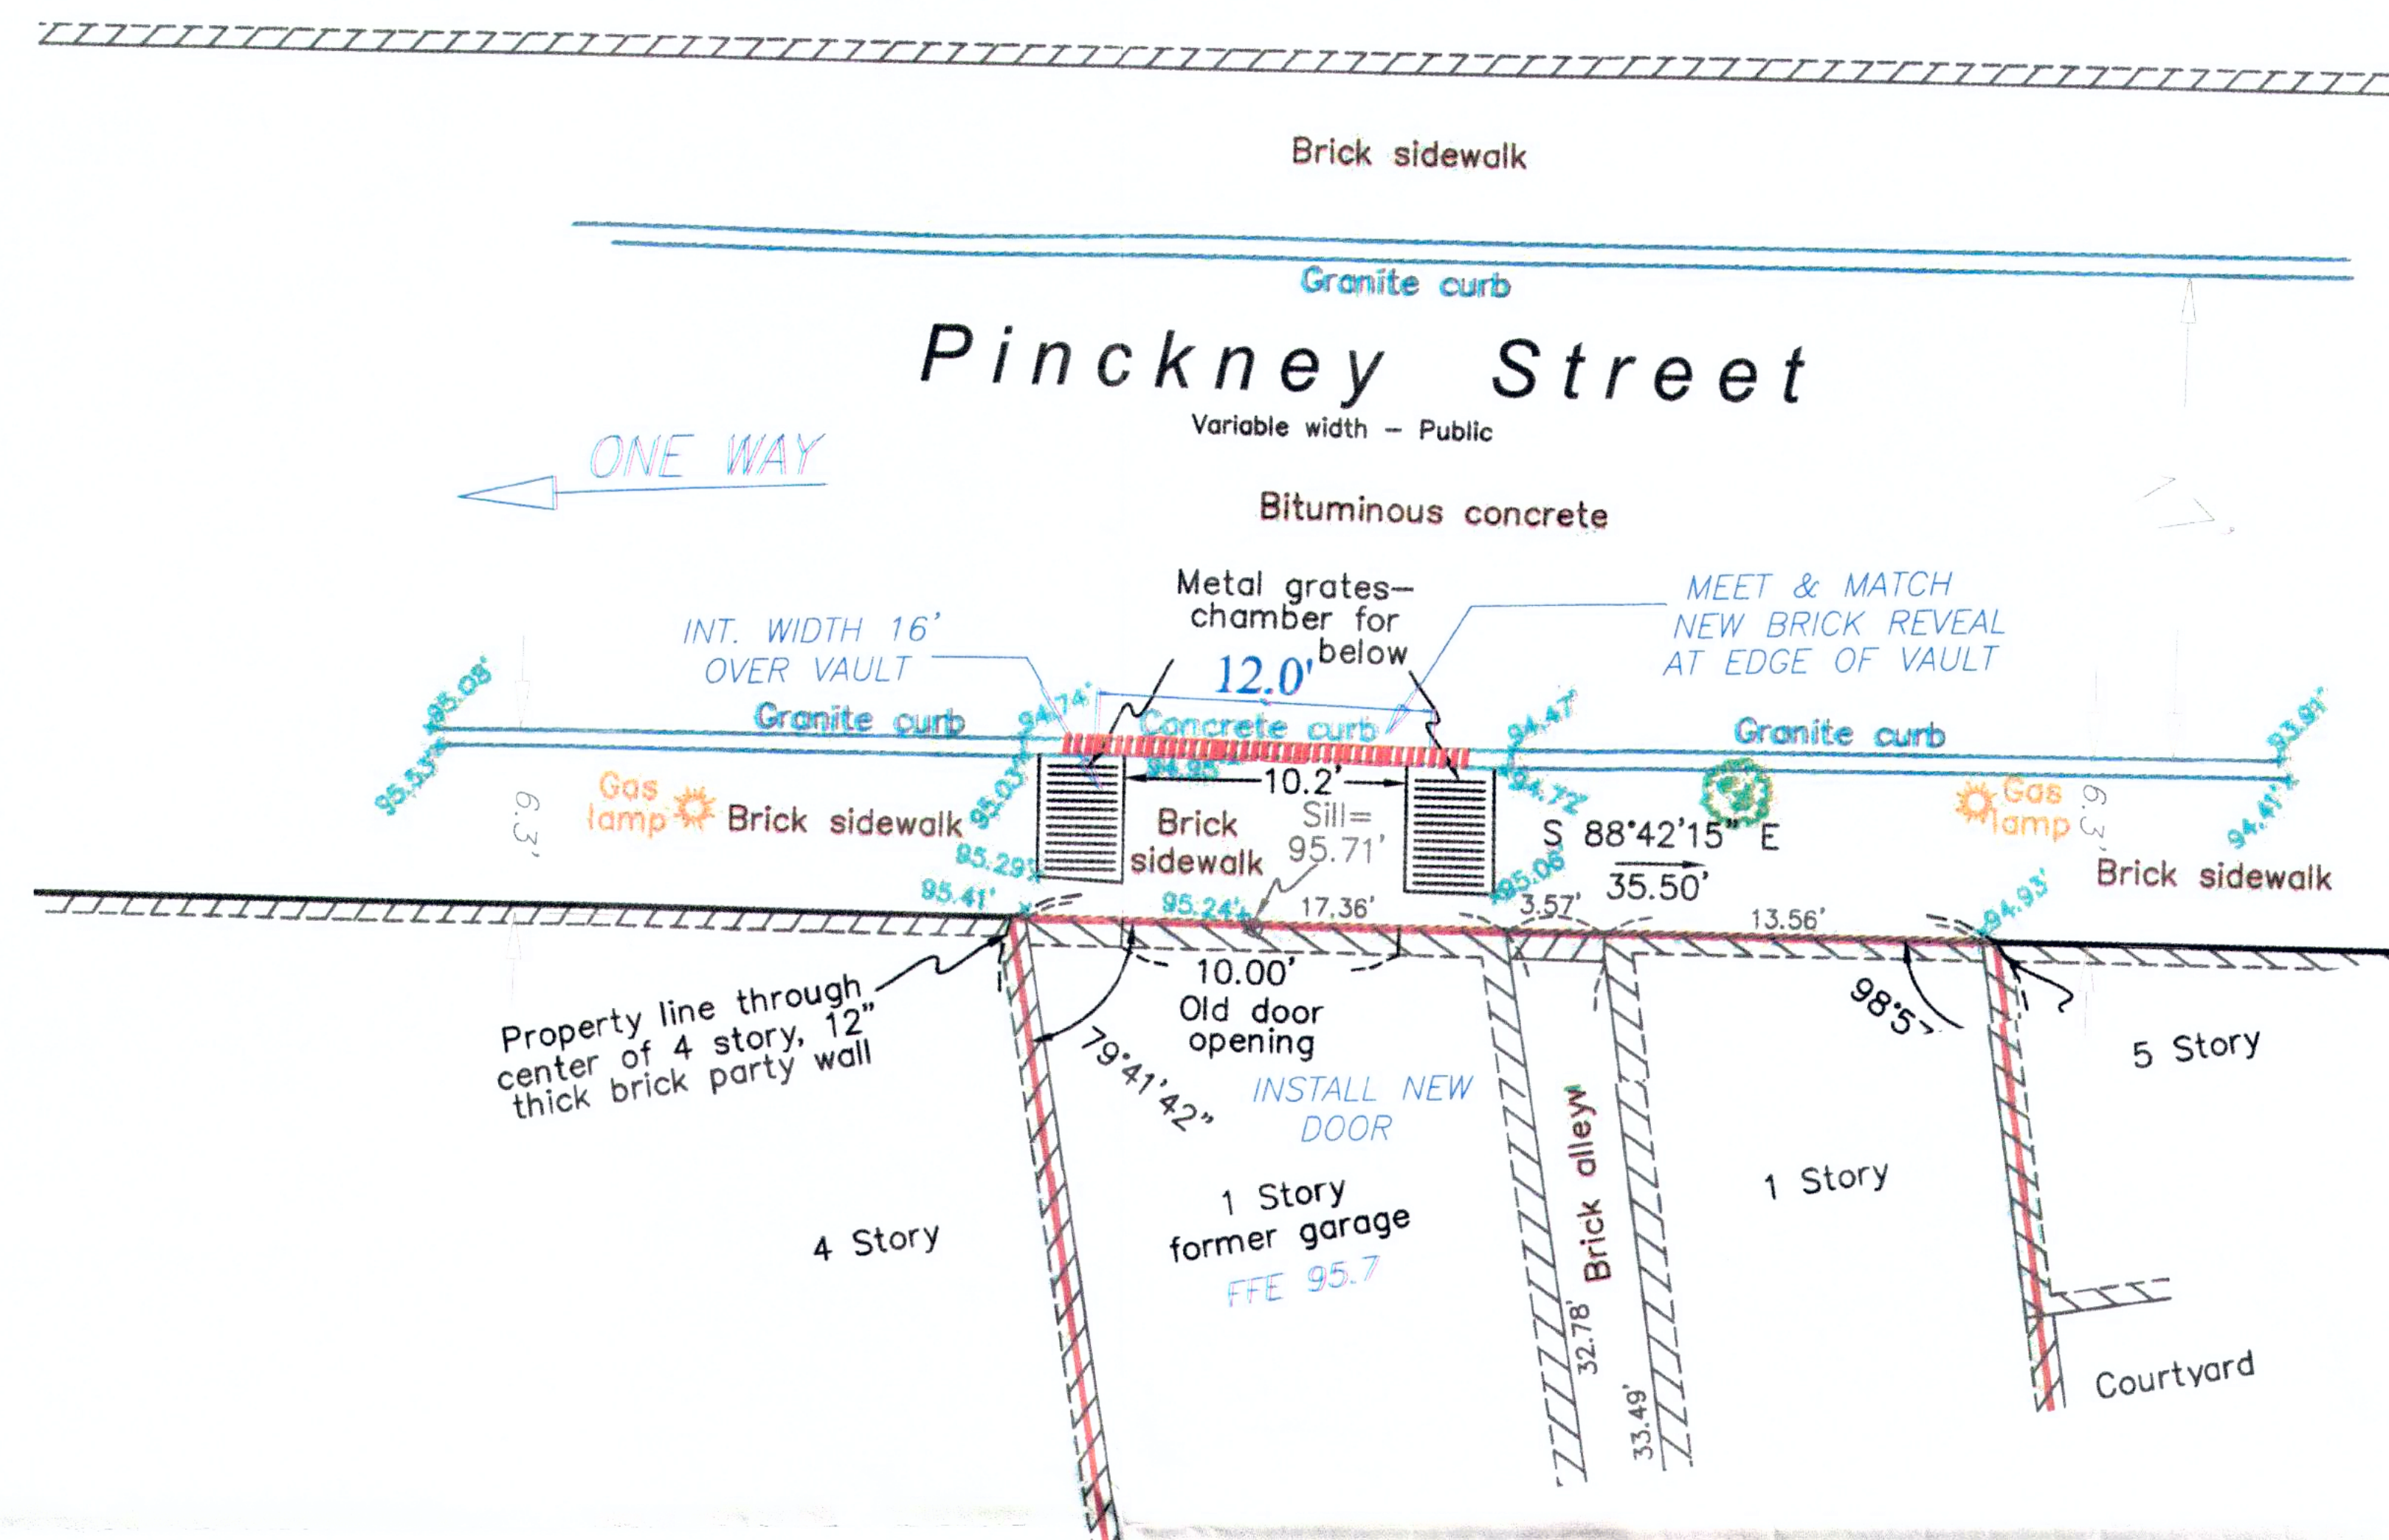 Brick sidewalk
Granite curb
Pinckney Street
Variable width – Public
ONE WAY
Bituminous concrete
Metal grates–
chamber for
below
INT. WIDTH 16'
OVER VAULT
MEET & MATCH
NEW BRICK REVEAL
AT EDGE OF VAULT
12.0'
95.08'
Granite curb
94.74'
Concrete curb
94.47'
Granite curb
93.91'
95.53'
Gas
lamp
Brick sidewalk
95.03'
94.95'
10.2'
Brick
sidewalk
Sill=
95.71'
94.72'
S 88°42'15" E
35.50'
Gas
lamp
6.3'
6.3'
94.41'
Brick sidewalk
95.29'
95.41'
95.24'
17.36'
95.06'
3.57'
13.56'
94.93'
Property line through
center of 4 story, 12"
thick brick party wall
10.00'
Old door
opening
79°41'42"
98°5
INSTALL NEW
DOOR
5 Story
4 Story
1 Story
former garage
FFE 95.7
Brick alleyw
32.78'
33.49'
1 Story
Courtyard